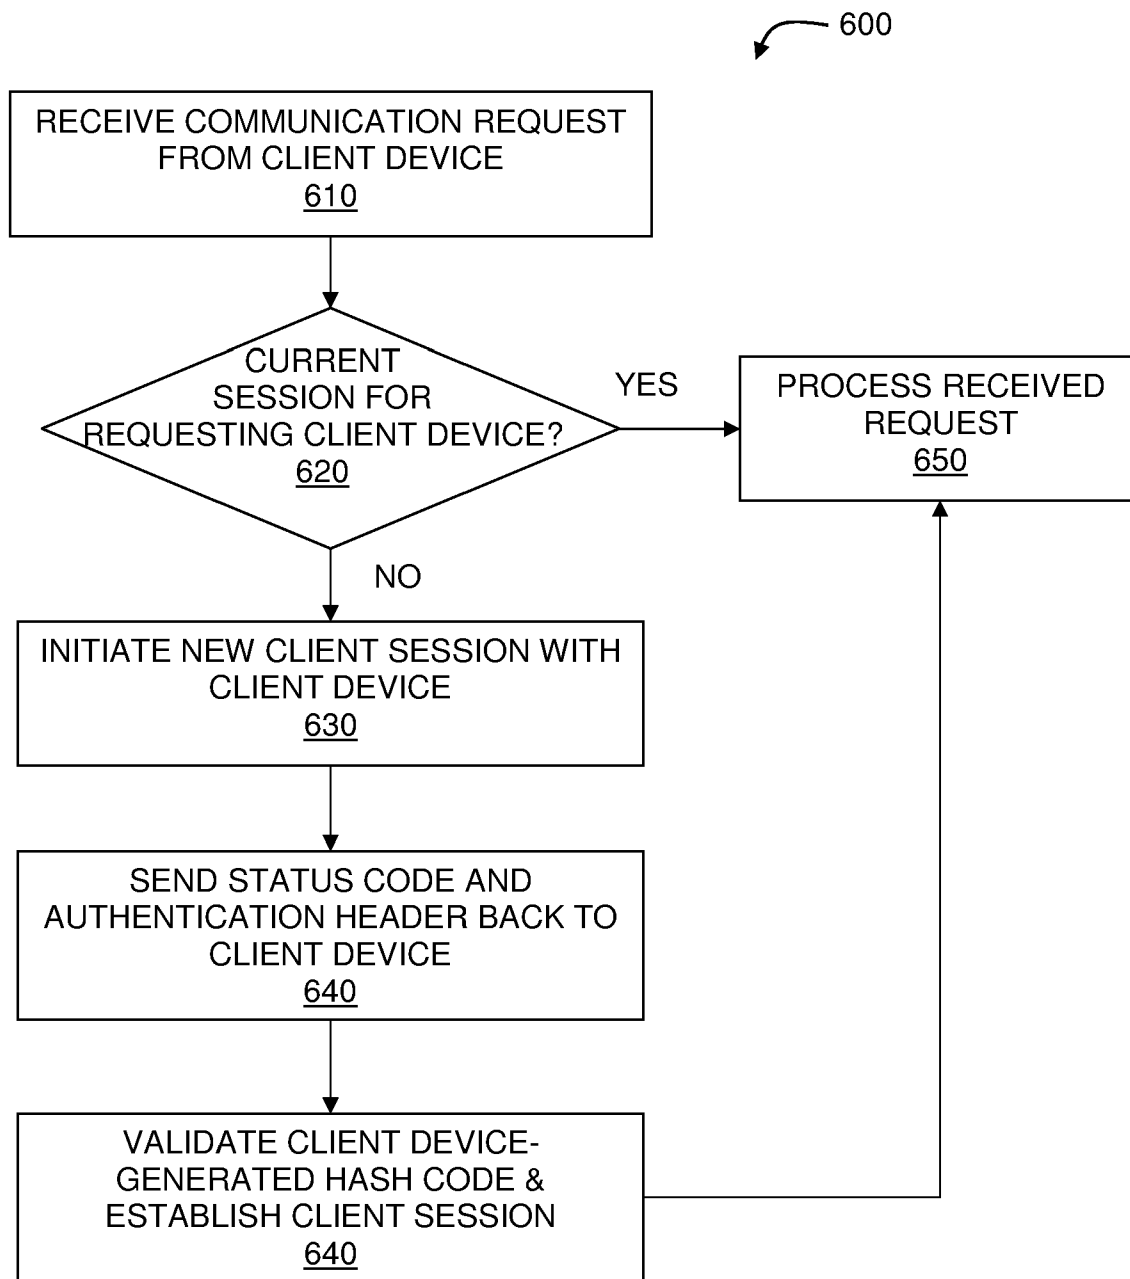 600
RECEIVE COMMUNICATION REQUEST
FROM CLIENT DEVICE
610
CURRENT
SESSION FOR
REQUESTING CLIENT DEVICE?
620
YES
PROCESS RECEIVED
REQUEST
650
NO
INITIATE NEW CLIENT SESSION WITH
CLIENT DEVICE
630
SEND STATUS CODE AND
AUTHENTICATION HEADER BACK TO
CLIENT DEVICE
640
VALIDATE CLIENT DEVICE-
GENERATED HASH CODE &
ESTABLISH CLIENT SESSION
640